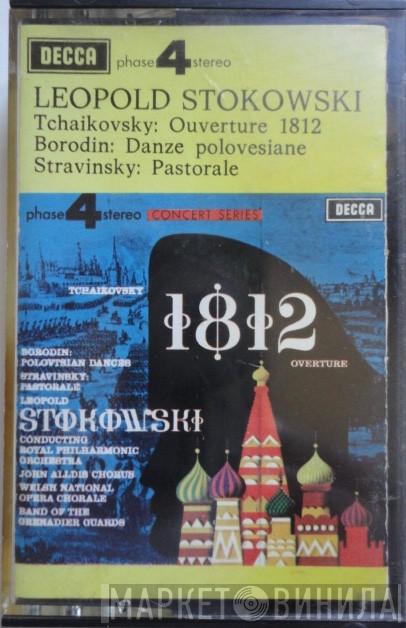 DECCA phase 4 stereo
LEOPOLD STOKOWSKI
Tchaikovsky: Ouverture 1812
Borodin: Danze polovesiane
Stravinsky: Pastorale
phase 4 stereo CONCERT SERIES DECCA
TCHAIKOVSKY
1812
OVERTURE
BORODIN:
POLOVTSIAN DANCES
STRAVINSKY:
PASTORALE
LEOPOLD
STOKOWSKI
CONDUCTING
ROYAL PHILHARMONIC
ORCHESTRA
JOHN ALLDIS CHORUS
WELSH NATIONAL
OPERA CHORALE
BAND OF THE
GRENADIER GUARDS
МАРКЕТ ВИНИЛА